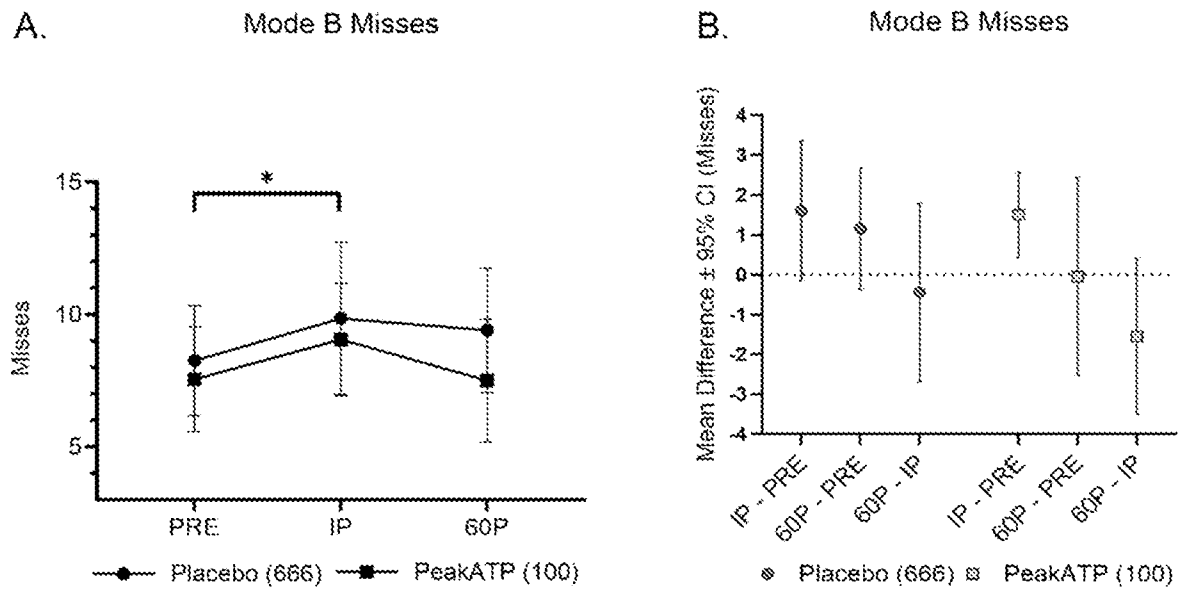 A.
Mode B Misses
15
10
5
Misses
*
PRE IP 60P
Placebo (666) PeakATP (100)
B.
Mode B Misses
Mean Difference ± 95% CI (Misses)
4
3
2
1
0
-1
-2
-3
-4
IP - PRE
60P - PRE
60P - IP
IP - PRE
60P - PRE
60P - IP
Placebo (666) PeakATP (100)